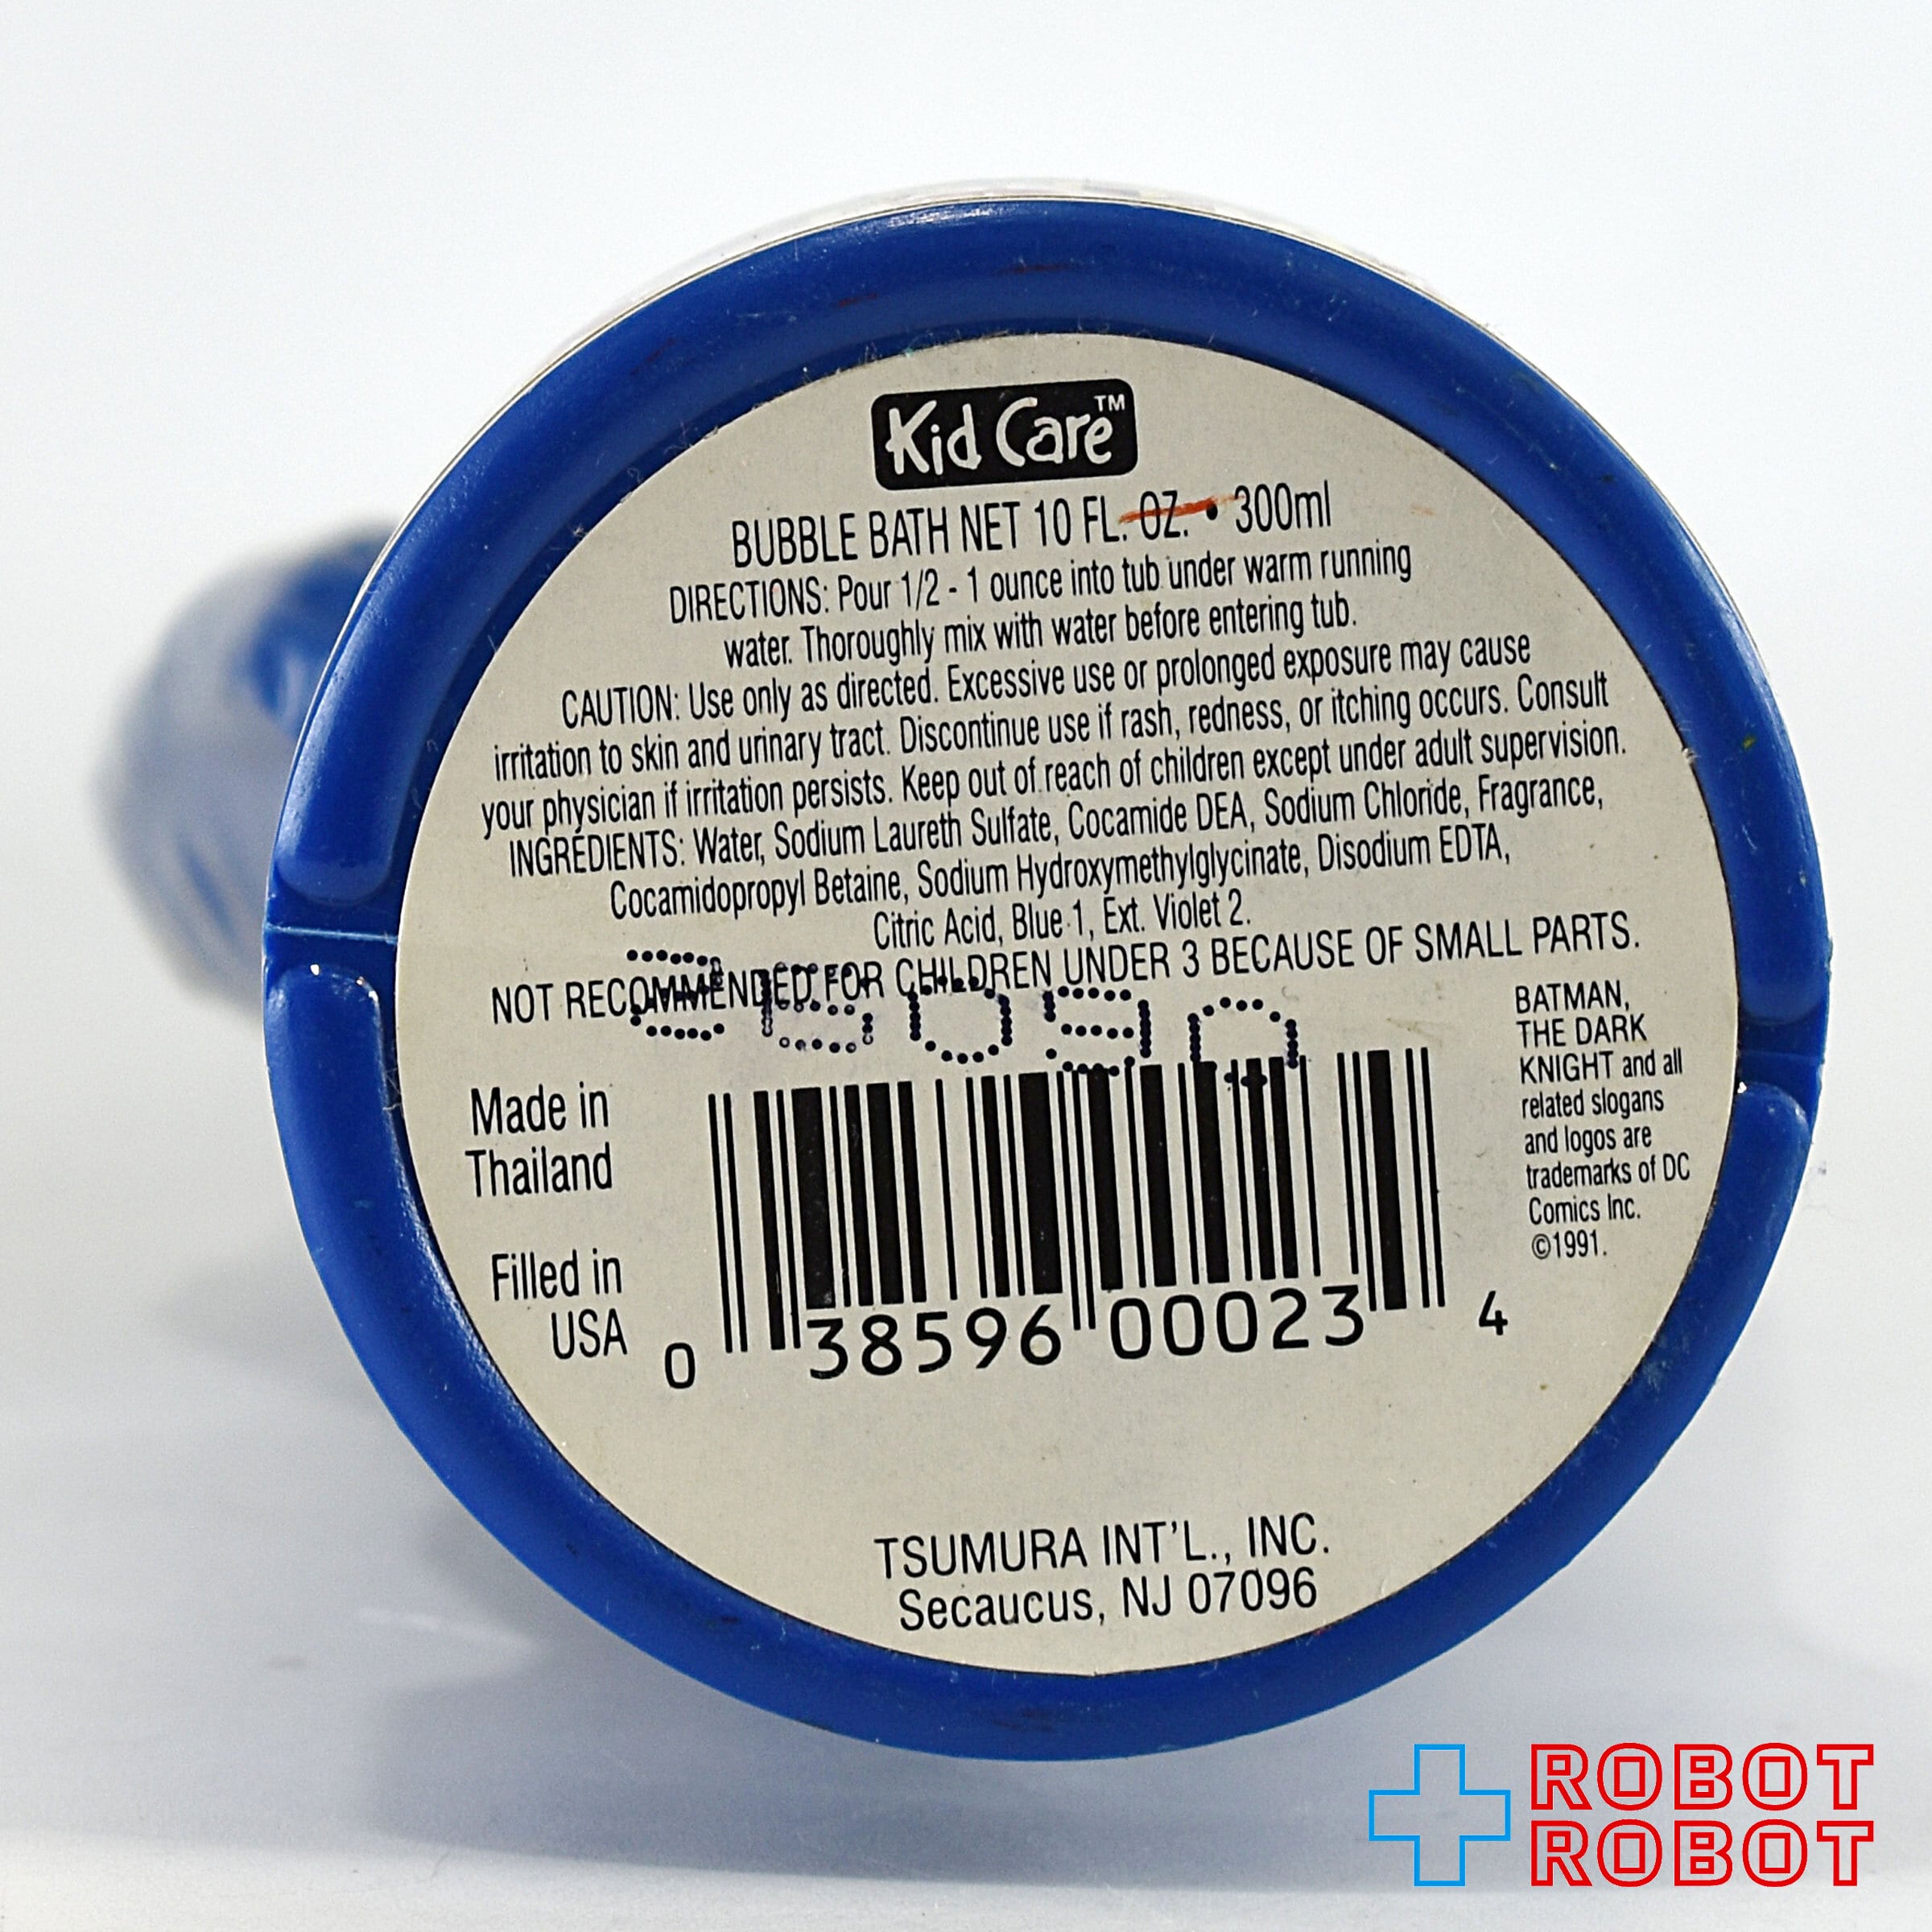 Kid Care™
BUBBLE BATH NET 10 FL. OZ. • 300ml
DIRECTIONS: Pour 1/2 - 1 ounce into tub under warm running
water. Thoroughly mix with water before entering tub.
CAUTION: Use only as directed. Excessive use or prolonged exposure may cause
irritation to skin and urinary tract. Discontinue use if rash, redness, or itching occurs. Consult
your physician if irritation persists. Keep out of reach of children except under adult supervision.
INGREDIENTS: Water, Sodium Laureth Sulfate, Cocamide DEA, Sodium Chloride, Fragrance,
Cocamidopropyl Betaine, Sodium Hydroxymethylglycinate, Disodium EDTA,
Citric Acid, Blue 1, Ext. Violet 2.
NOT RECOMMENDED FOR CHILDREN UNDER 3 BECAUSE OF SMALL PARTS.
Made in
Thailand
Filled in
USA
0 38596 00023 4
BATMAN,
THE DARK
KNIGHT and all
related slogans
and logos are
trademarks of DC
Comics Inc.
©1991.
TSUMURA INT'L., INC.
Secaucus, NJ 07096
ROBOT
ROBOT